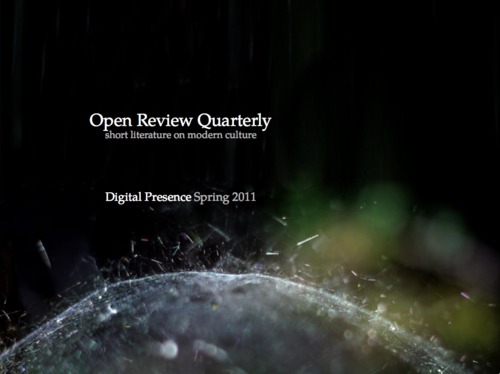 Open Review Quarterly
short literature on modern culture
Digital Presence Spring 2011